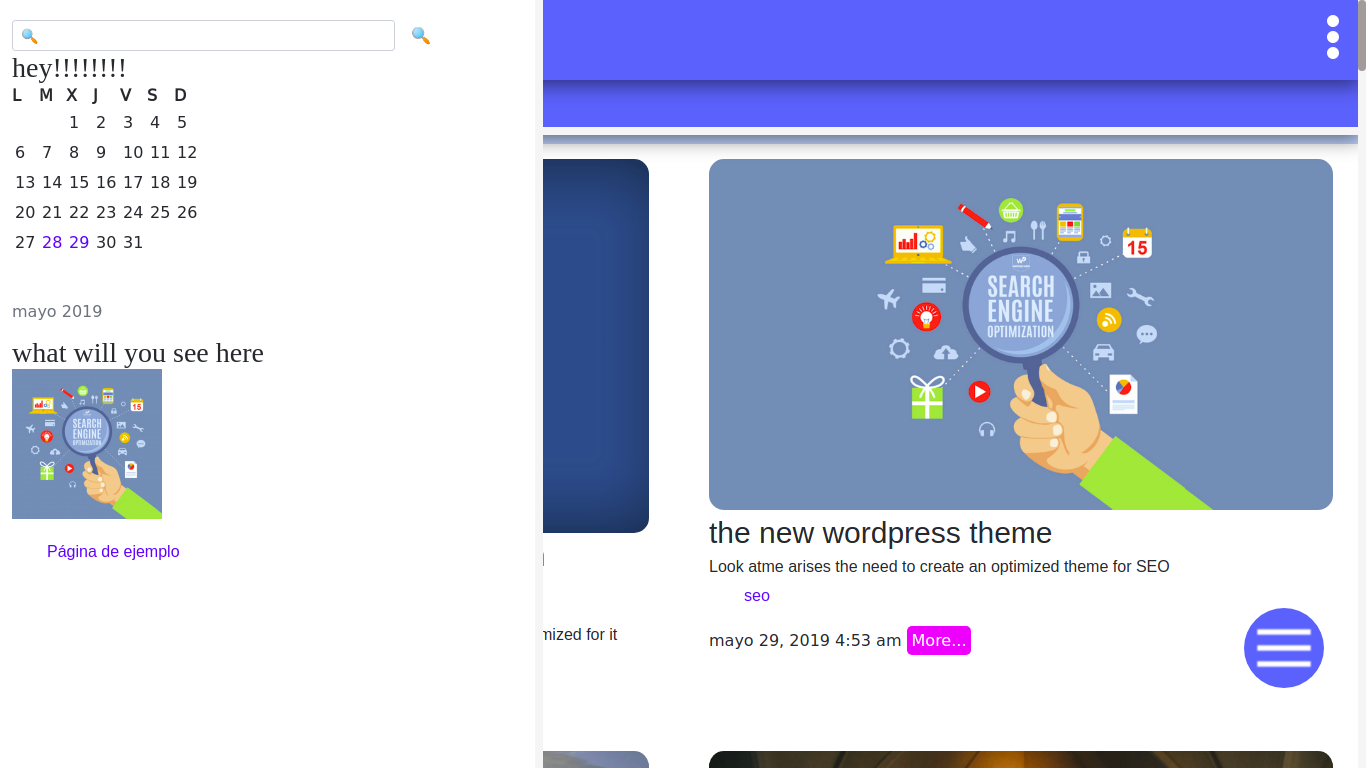 hey!!!!!!!!
L M X J V S D
1 2 3 4 5
6 7 8 9 10 11 12
13 14 15 16 17 18 19
20 21 22 23 24 25 26
27 28 29 30 31
mayo 2019
what will you see here
15
SEARCH
ENGINE
OPTIMIZATION
Página de ejemplo
mized for it
15
SEARCH
ENGINE
OPTIMIZATION
the new wordpress theme
Look atme arises the need to create an optimized theme for SEO
seo
mayo 29, 2019 4:53 am More...